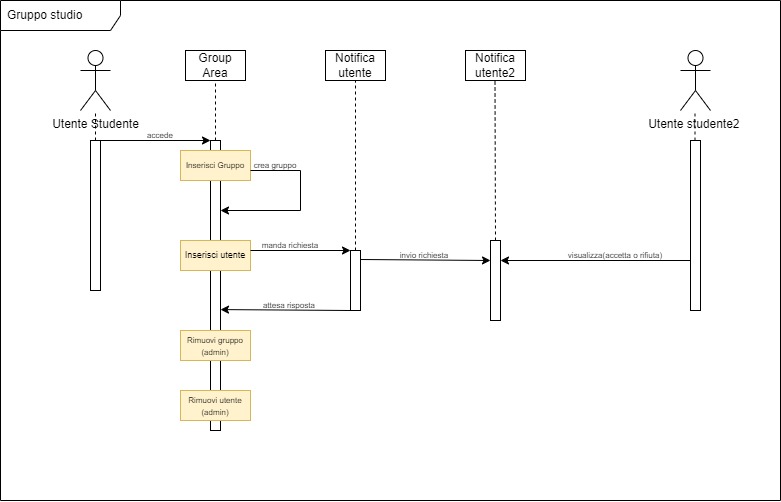 Gruppo studio
Group
Area
Notifica
utente
Notifica
utente2
Utente Studente
Utente studente2
accede
Inserisci Gruppo
crea gruppo
Inserisci utente
manda richiesta
invio richiesta
visualizza(accetta o rifiuta)
attesa risposta
Rimuovi gruppo
(admin)
Rimuovi utente
(admin)